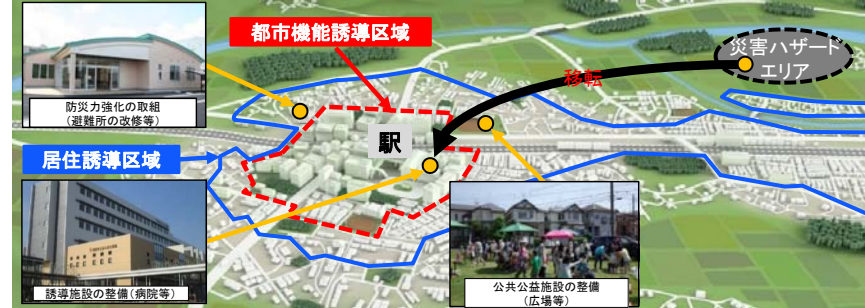 都市機能誘導区域
災害ハザード
エリア
移転
防災力強化の取組
(避難所の改修等)
駅
居住誘導区域
誘導施設の整備(病院等)
公共公益施設の整備
(広場等)